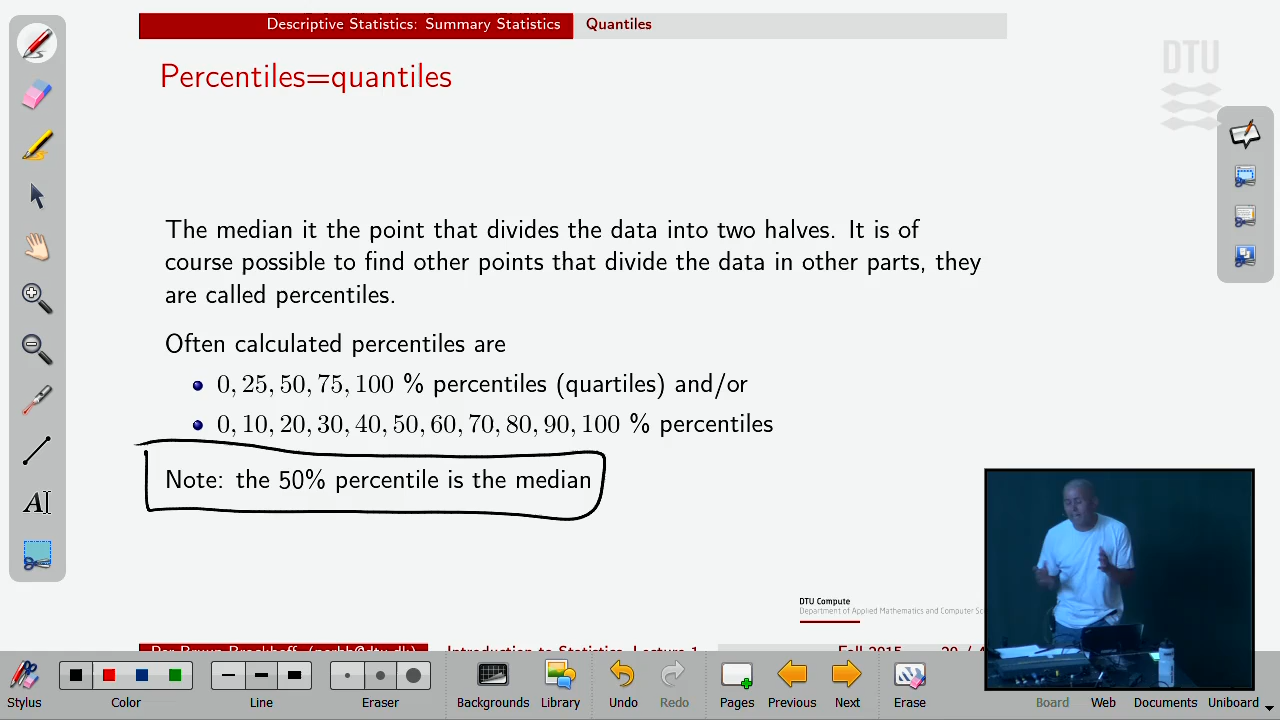 Descriptive Statistics: Summary Statistics Quantiles
DTU
Percentiles=quantiles
The median it the point that divides the data into two halves. It is of
course possible to find other points that divide the data in other parts, they
are called percentiles.
Often calculated percentiles are
0, 25, 50, 75, 100 % percentiles (quartiles) and/or
0, 10, 20, 30, 40, 50, 60, 70, 80, 90, 100 % percentiles
Note: the 50% percentile is the median
DTU Compute
Department of Applied Mathematics and Computer Sc
Introduction to Statistics, Lecture 1 Fall 2015
Stylus Color Line Eraser Backgrounds Library Undo Redo Pages Previous Next Erase Board Web Documents Uniboard